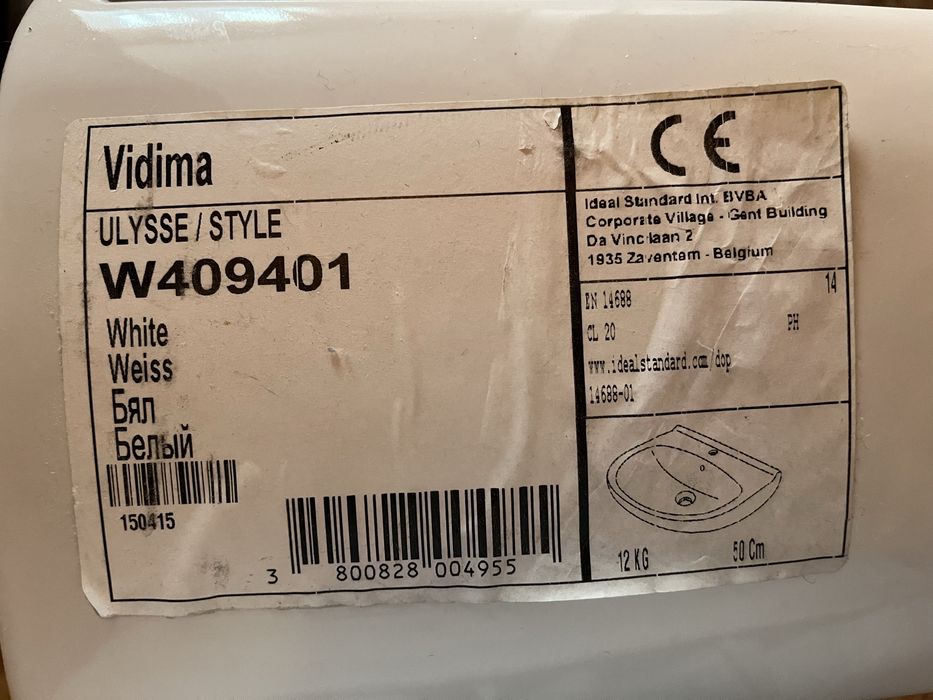 Vidima
ULYSSE / STYLE
W409401
White
Weiss
Бял
Белый
150415
3 800828 004955
CE
Ideal Standard Int. BVBA
Corporate Village - Gent Building
Da Vincilaan 2
1935 Zaventem - Belgium
14
EN 14688
CL 20 PH
www.idealstandard.com/dop
14688-01
12 KG 50 Cm